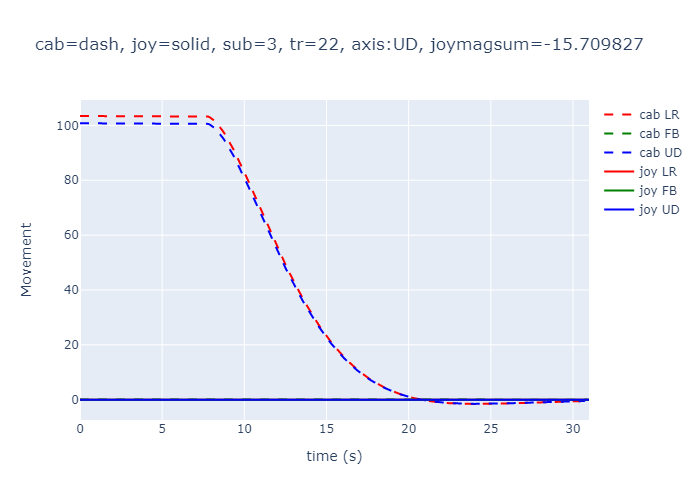 cab=dash, joy=solid, sub=3, tr=22, axis:UD, joymagsum=-15.709827
cab LR
cab FB
cab UD
joy LR
joy FB
joy UD
Movement
100
80
60
40
20
0
0 5 10 15 20 25 30
time (s)